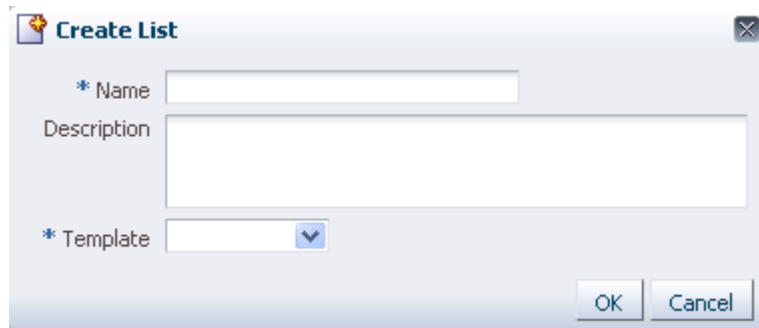 Create List
* Name
Description
* Template
OK Cancel